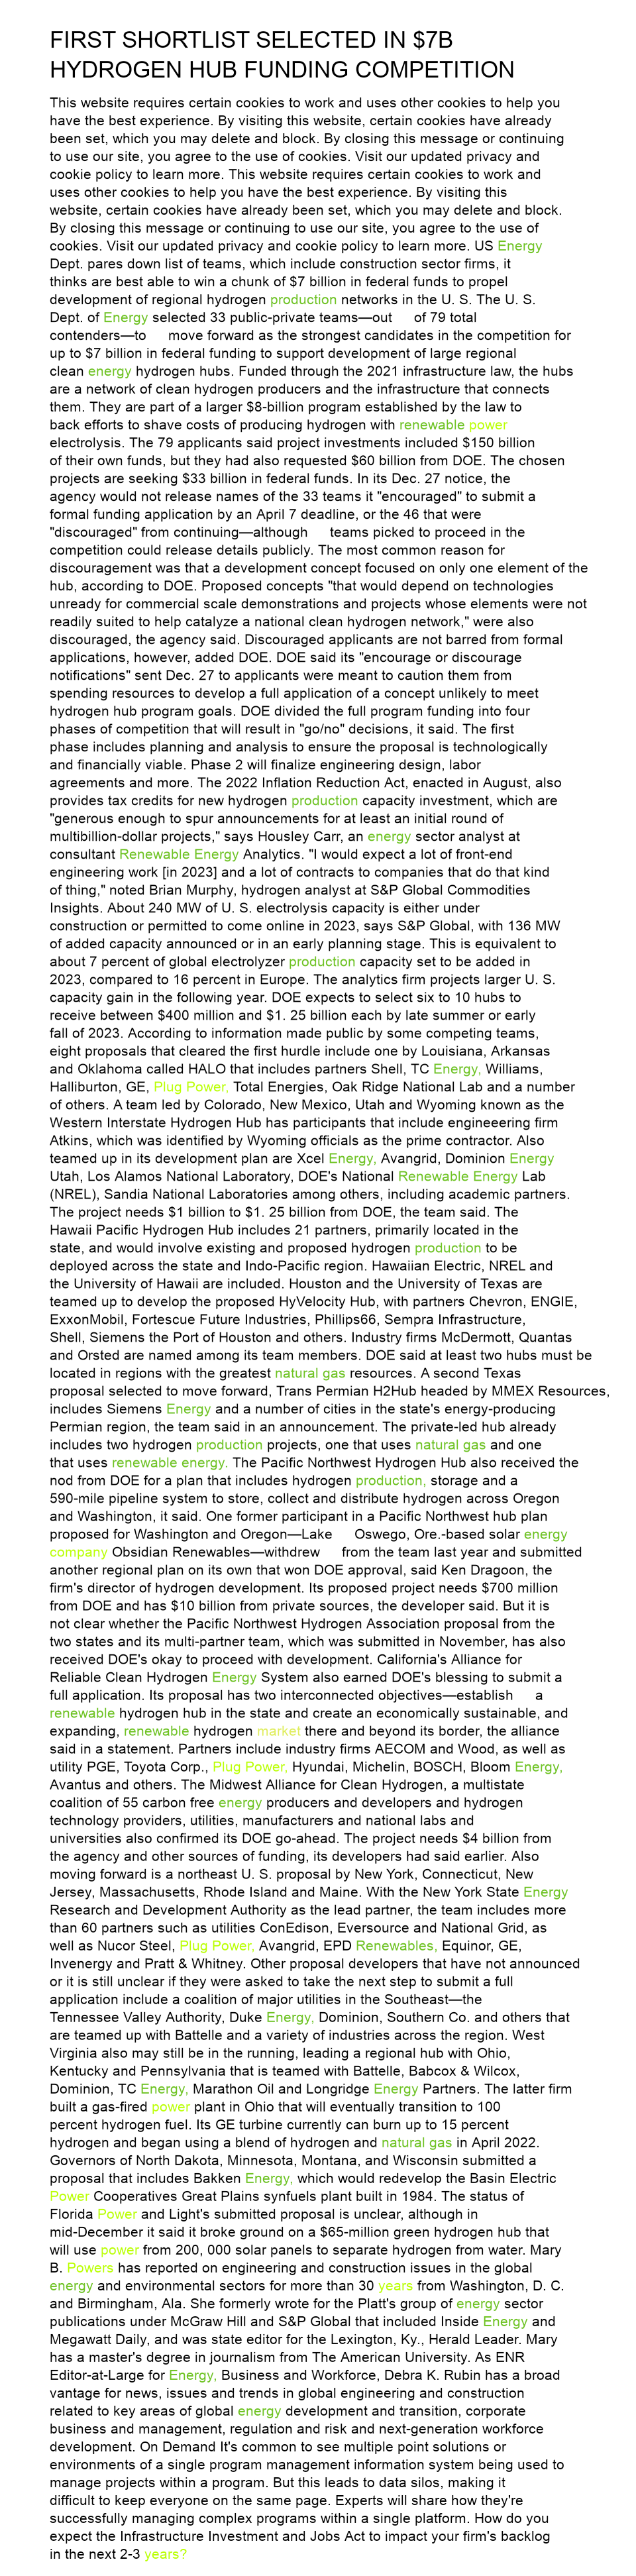 FIRST SHORTLIST SELECTED IN $7B
HYDROGEN HUB FUNDING COMPETITION
This website requires certain cookies to work and uses other cookies to help you
have the best experience. By visiting this website, certain cookies have already
been set, which you may delete and block. By closing this message or continuing
to use our site, you agree to the use of cookies. Visit our updated privacy and
cookie policy to learn more. This website requires certain cookies to work and
uses other cookies to help you have the best experience. By visiting this
website, certain cookies have already been set, which you may delete and block.
By closing this message or continuing to use our site, you agree to the use of
cookies. Visit our updated privacy and cookie policy to learn more. US Energy
Dept. pares down list of teams, which include construction sector firms, it
thinks are best able to win a chunk of $7 billion in federal funds to propel
development of regional hydrogen production networks in the U. S. The U. S.
Dept. of Energy selected 33 public-private teams—out of 79 total
contenders—to move forward as the strongest candidates in the competition for
up to $7 billion in federal funding to support development of large regional
clean energy hydrogen hubs. Funded through the 2021 infrastructure law, the hubs
are a network of clean hydrogen producers and the infrastructure that connects
them. They are part of a larger $8-billion program established by the law to
back efforts to shave costs of producing hydrogen with renewable power
electrolysis. The 79 applicants said project investments included $150 billion
of their own funds, but they had also requested $60 billion from DOE. The chosen
projects are seeking $33 billion in federal funds. In its Dec. 27 notice, the
agency would not release names of the 33 teams it "encouraged" to submit a
formal funding application by an April 7 deadline, or the 46 that were
"discouraged" from continuing—although teams picked to proceed in the
competition could release details publicly. The most common reason for
discouragement was that a development concept focused on only one element of the
hub, according to DOE. Proposed concepts "that would depend on technologies
unready for commercial scale demonstrations and projects whose elements were not
readily suited to help catalyze a national clean hydrogen network," were also
discouraged, the agency said. Discouraged applicants are not barred from formal
applications, however, added DOE. DOE said its "encourage or discourage
notifications" sent Dec. 27 to applicants were meant to caution them from
spending resources to develop a full application of a concept unlikely to meet
hydrogen hub program goals. DOE divided the full program funding into four
phases of competition that will result in "go/no" decisions, it said. The first
phase includes planning and analysis to ensure the proposal is technologically
and financially viable. Phase 2 will finalize engineering design, labor
agreements and more. The 2022 Inflation Reduction Act, enacted in August, also
provides tax credits for new hydrogen production capacity investment, which are
"generous enough to spur announcements for at least an initial round of
multibillion-dollar projects," says Housley Carr, an energy sector analyst at
consultant Renewable Energy Analytics. "I would expect a lot of front-end
engineering work [in 2023] and a lot of contracts to companies that do that kind
of thing," noted Brian Murphy, hydrogen analyst at S&P Global Commodities
Insights. About 240 MW of U. S. electrolysis capacity is either under
construction or permitted to come online in 2023, says S&P Global, with 136 MW
of added capacity announced or in an early planning stage. This is equivalent to
about 7 percent of global electrolyzer production capacity set to be added in
2023, compared to 16 percent in Europe. The analytics firm projects larger U. S.
capacity gain in the following year. DOE expects to select six to 10 hubs to
receive between $400 million and $1. 25 billion each by late summer or early
fall of 2023. According to information made public by some competing teams,
eight proposals that cleared the first hurdle include one by Louisiana, Arkansas
and Oklahoma called HALO that includes partners Shell, TC Energy, Williams,
Halliburton, GE, Plug Power, Total Energies, Oak Ridge National Lab and a number
of others. A team led by Colorado, New Mexico, Utah and Wyoming known as the
Western Interstate Hydrogen Hub has participants that include engineeering firm
Atkins, which was identified by Wyoming officials as the prime contractor. Also
teamed up in its development plan are Xcel Energy, Avangrid, Dominion Energy
Utah, Los Alamos National Laboratory, DOE's National Renewable Energy Lab
(NREL), Sandia National Laboratories among others, including academic partners.
The project needs $1 billion to $1. 25 billion from DOE, the team said. The
Hawaii Pacific Hydrogen Hub includes 21 partners, primarily located in the
state, and would involve existing and proposed hydrogen production to be
deployed across the state and Indo-Pacific region. Hawaiian Electric, NREL and
the University of Hawaii are included. Houston and the University of Texas are
teamed up to develop the proposed HyVelocity Hub, with partners Chevron, ENGIE,
ExxonMobil, Fortescue Future Industries, Phillips66, Sempra Infrastructure,
Shell, Siemens the Port of Houston and others. Industry firms McDermott, Quantas
and Orsted are named among its team members. DOE said at least two hubs must be
located in regions with the greatest natural gas resources. A second Texas
proposal selected to move forward, Trans Permian H2Hub headed by MMEX Resources,
includes Siemens Energy and a number of cities in the state's energy-producing
Permian region, the team said in an announcement. The private-led hub already
includes two hydrogen production projects, one that uses natural gas and one
that uses renewable energy. The Pacific Northwest Hydrogen Hub also received the
nod from DOE for a plan that includes hydrogen production, storage and a
590-mile pipeline system to store, collect and distribute hydrogen across Oregon
and Washington, it said. One former participant in a Pacific Northwest hub plan
proposed for Washington and Oregon—Lake Oswego, Ore.-based solar energy
company Obsidian Renewables—withdrew from the team last year and submitted
another regional plan on its own that won DOE approval, said Ken Dragoon, the
firm's director of hydrogen development. Its proposed project needs $700 million
from DOE and has $10 billion from private sources, the developer said. But it is
not clear whether the Pacific Northwest Hydrogen Association proposal from the
two states and its multi-partner team, which was submitted in November, has also
received DOE's okay to proceed with development. California's Alliance for
Reliable Clean Hydrogen Energy System also earned DOE's blessing to submit a
full application. Its proposal has two interconnected objectives—establish a
renewable hydrogen hub in the state and create an economically sustainable, and
expanding, renewable hydrogen market there and beyond its border, the alliance
said in a statement. Partners include industry firms AECOM and Wood, as well as
utility PGE, Toyota Corp., Plug Power, Hyundai, Michelin, BOSCH, Bloom Energy,
Avantus and others. The Midwest Alliance for Clean Hydrogen, a multistate
coalition of 55 carbon free energy producers and developers and hydrogen
technology providers, utilities, manufacturers and national labs and
universities also confirmed its DOE go-ahead. The project needs $4 billion from
the agency and other sources of funding, its developers had said earlier. Also
moving forward is a northeast U. S. proposal by New York, Connecticut, New
Jersey, Massachusetts, Rhode Island and Maine. With the New York State Energy
Research and Development Authority as the lead partner, the team includes more
than 60 partners such as utilities ConEdison, Eversource and National Grid, as
well as Nucor Steel, Plug Power, Avangrid, EPD Renewables, Equinor, GE,
Invenergy and Pratt & Whitney. Other proposal developers that have not announced
or it is still unclear if they were asked to take the next step to submit a full
application include a coalition of major utilities in the Southeast—the
Tennessee Valley Authority, Duke Energy, Dominion, Southern Co. and others that
are teamed up with Battelle and a variety of industries across the region. West
Virginia also may still be in the running, leading a regional hub with Ohio,
Kentucky and Pennsylvania that is teamed with Battelle, Babcox & Wilcox,
Dominion, TC Energy, Marathon Oil and Longridge Energy Partners. The latter firm
built a gas-fired power plant in Ohio that will eventually transition to 100
percent hydrogen fuel. Its GE turbine currently can burn up to 15 percent
hydrogen and began using a blend of hydrogen and natural gas in April 2022.
Governors of North Dakota, Minnesota, Montana, and Wisconsin submitted a
proposal that includes Bakken Energy, which would redevelop the Basin Electric
Power Cooperatives Great Plains synfuels plant built in 1984. The status of
Florida Power and Light's submitted proposal is unclear, although in
mid-December it said it broke ground on a $65-million green hydrogen hub that
will use power from 200, 000 solar panels to separate hydrogen from water. Mary
B. Powers has reported on engineering and construction issues in the global
energy and environmental sectors for more than 30 years from Washington, D. C.
and Birmingham, Ala. She formerly wrote for the Platt's group of energy sector
publications under McGraw Hill and S&P Global that included Inside Energy and
Megawatt Daily, and was state editor for the Lexington, Ky., Herald Leader. Mary
has a master's degree in journalism from The American University. As ENR
Editor-at-Large for Energy, Business and Workforce, Debra K. Rubin has a broad
vantage for news, issues and trends in global engineering and construction
related to key areas of global energy development and transition, corporate
business and management, regulation and risk and next-generation workforce
development. On Demand It's common to see multiple point solutions or
environments of a single program management information system being used to
manage projects within a program. But this leads to data silos, making it
difficult to keep everyone on the same page. Experts will share how they're
successfully managing complex programs within a single platform. How do you
expect the Infrastructure Investment and Jobs Act to impact your firm's backlog
in the next 2-3 years?